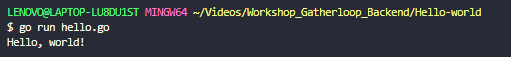 LENOVO@LAPTOP-LU8DU1ST MINGW64 ~/Videos/Workshop_Gatherloop_Backend/Hello-world
$ go run hello.go
Hello, world!